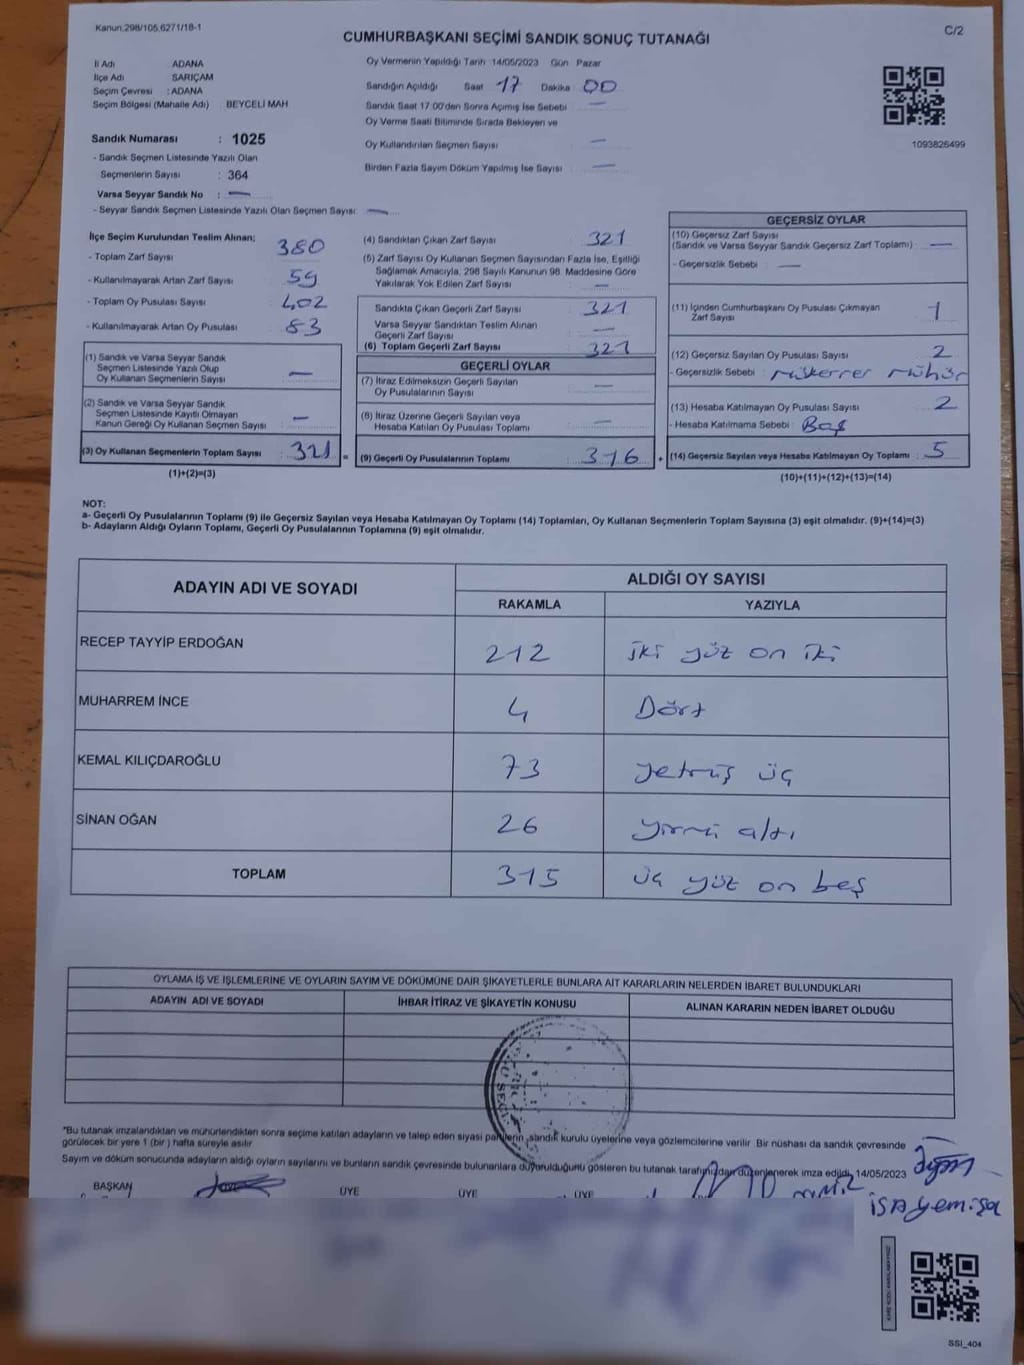 Kanun:298/105,6271/18-1
C/2
CUMHURBAŞKANI SEÇİMİ SANDIK SONUÇ TUTANAĞI
İl Adı ADANA
İlçe Adı SARIÇAM
Seçim Çevresi :ADANA
Seçim Bölgesi (Mahalle Adı) BEYCELİ MAH
Sandık Numarası : 1025
- Sandık Seçmen Listesinde Yazılı Olan
Seçmenlerin Sayısı : 364
Varsa Seyyar Sandık No : —
- Seyyar Sandık Seçmen Listesinde Yazılı Olan Seçmen Sayısı: —
Oy Vermenin Yapıldığı Tarih 14/05/2023 Gün Pazar
Sandığın Açıldığı Saat 17 Dakika 00
Sandık Saat 17:00'den Sonra Açımış İse Sebebi —
Oy Verme Saati Bitiminde Sırada Bekleyen ve
Oy Kullandırılan Seçmen Sayısı —
Birden Fazla Sayım Döküm Yapılmış İse Sayısı —
1093826499
İlçe Seçim Kurulundan Teslim Alınan;
- Toplam Zarf Sayısı 380
- Kullanılmayarak Artan Zarf Sayısı 59
- Toplam Oy Pusulası Sayısı 402
- Kullanılmayarak Artan Oy Pusulası 83
(1) Sandık ve Varsa Seyyar Sandık
Seçmen Listesinde Yazılı Olup
Oy Kullanan Seçmenlerin Sayısı —
(2) Sandık ve Varsa Seyyar Sandık
Seçmen Listesinde Kayıtlı Olmayan
Kanun Gereği Oy Kullanan Seçmen Sayısı —
(3) Oy Kullanan Seçmenlerin Toplam Sayısı : 321 =
(1)+(2)=(3)
(4) Sandıktan Çıkan Zarf Sayısı 321
(5) Zarf Sayısı Oy Kullanan Seçmen Sayısından Fazla İse, Eşitliği
Sağlamak Amacıyla, 298 Sayılı Kanunun 98. Maddesine Göre
Yakılarak Yok Edilen Zarf Sayısı —
Sandıkta Çıkan Geçerli Zarf Sayısı 321
Varsa Seyyar Sandıktan Teslim Alınan
Geçerli Zarf Sayısı —
(6) Toplam Geçerli Zarf Sayısı 321
GEÇERLİ OYLAR
(7) İtiraz Edilmeksizin Geçerli Sayılan
Oy Pusulalarının Sayısı —
(8) İtiraz Üzerine Geçerli Sayılan veya
Hesaba Katılan Oy Pusulası Toplamı —
(9) Geçerli Oy Pusulalarının Toplamı : 316 +
GEÇERSİZ OYLAR
(10) Geçersiz Zarf Sayısı
(Sandık ve Varsa Seyyar Sandık Geçersiz Zarf Toplamı) : —
- Geçersizlik Sebebi : —
(11) İçinden Cumhurbaşkanı Oy Pusulası Çıkmayan
Zarf Sayısı 1
(12) Geçersiz Sayılan Oy Pusulası Sayısı 2
- Geçersizlik Sebebi : Mükerrer Mühür
(13) Hesaba Katılmayan Oy Pusulası Sayısı 2
- Hesaba Katılmama Sebebi : Boş
(14) Geçersiz Sayılan veya Hesaba Katılmayan Oy Toplamı : 5
(10)+(11)+(12)+(13)=(14)
NOT:
a- Geçerli Oy Pusulalarının Toplamı (9) ile Geçersiz Sayılan veya Hesaba Katılmayan Oy Toplamı (14) Toplamları, Oy Kullanan Seçmenlerin Toplam Sayısına (3) eşit olmalıdır. (9)+(14)=(3)
b- Adayların Aldığı Oyların Toplamı, Geçerli Oy Pusulalarının Toplamına (9) eşit olmalıdır.
ADAYIN ADI VE SOYADI
ALDIĞI OY SAYISI
RAKAMLA YAZIYLA
RECEP TAYYİP ERDOĞAN 212 iki yüz on iki
MUHARREM İNCE 4 Dört
KEMAL KILIÇDAROĞLU 73 yetmiş üç
SİNAN OĞAN 26 yirmi altı
TOPLAM 315 üç yüz on beş
OYLAMA İŞ VE İŞLEMLERİNE VE OYLARIN SAYIM VE DÖKÜMÜNE DAİR ŞİKAYETLERLE BUNLARA AİT KARARLARIN NELERDEN İBARET BULUNDUKLARI
ADAYIN ADI VE SOYADI İHBAR İTİRAZ VE ŞİKAYETİN KONUSU ALINAN KARARIN NEDEN İBARET OLDUĞU
*Bu tutanak imzalandıktan ve mühürlendikten sonra seçime katılan adayların ve talep eden siyasi partilerin sandık kurulu üyelerine veya gözlemcilerine verilir. Bir nüshası da sandık çevresinde
görülecek bir yere 1 (bir) hafta süreyle asılır
Sayım ve döküm sonucunda adayların aldığı oyların sayılarını ve bunların sandık çevresinde bulunanlara duyurulduğunu gösteren bu tutanak tarafımızdan düzenlenerek imza edildi. 14/05/2023
BAŞKAN ÜYE ÜYE ÜYE
SSİ_404